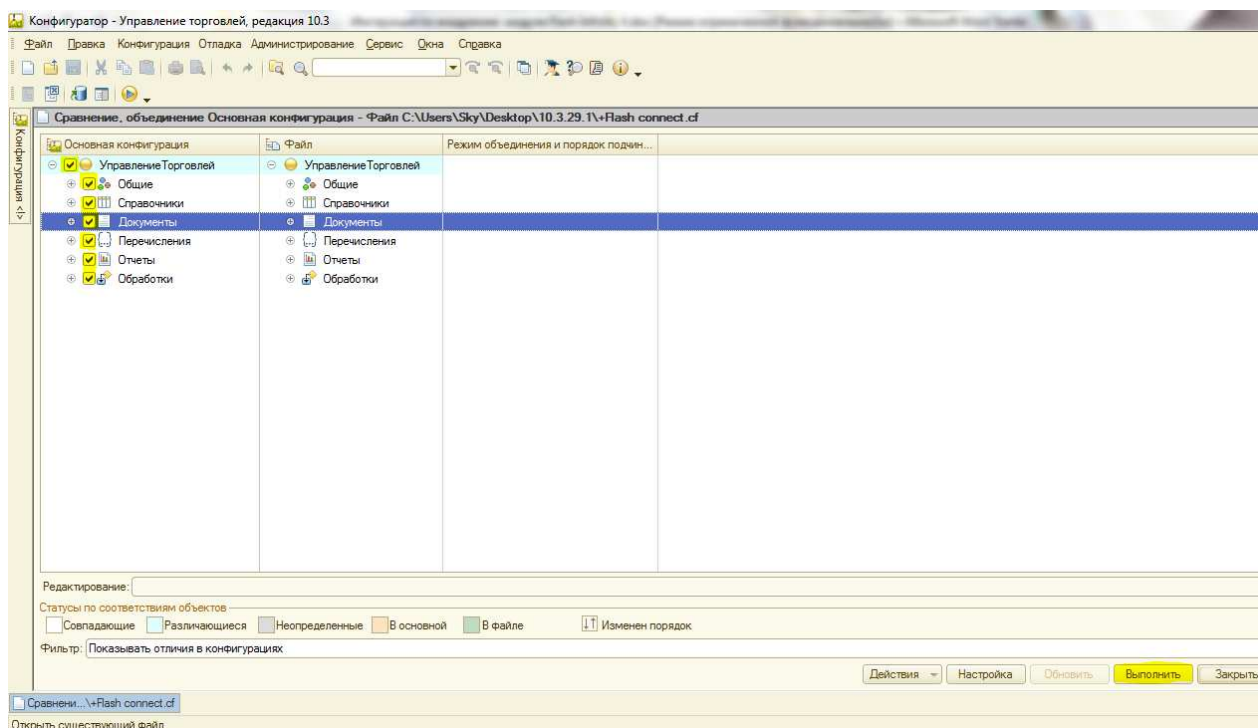 Конфигуратор - Управление торговлей, редакция 10.3
Файл Правка Конфигурация Отладка Администрирование Сервис Окна Справка
Конфигурация <!>
Сравнение, объединение Основная конфигурация - Файл C:\Users\Sky\Desktop\10.3.29.1\+Flash connect.cf
Основная конфигурация Файл Режим объединения и порядок подчин...
УправлениеТорговлей УправлениеТорговлей
Общие Общие
Справочники Справочники
Документы Документы
Перечисления Перечисления
Отчеты Отчеты
Обработки Обработки
Редактирование:
Статусы по соответствиям объектов
Совпадающие Различающиеся Неопределенные В основной В файле Изменен порядок
Фильтр: Показывать отличия в конфигурациях
Действия Настройка Обновить Выполнить Закрыть
Сравнени...\+Flash connect.cf
Открыть существующий файл